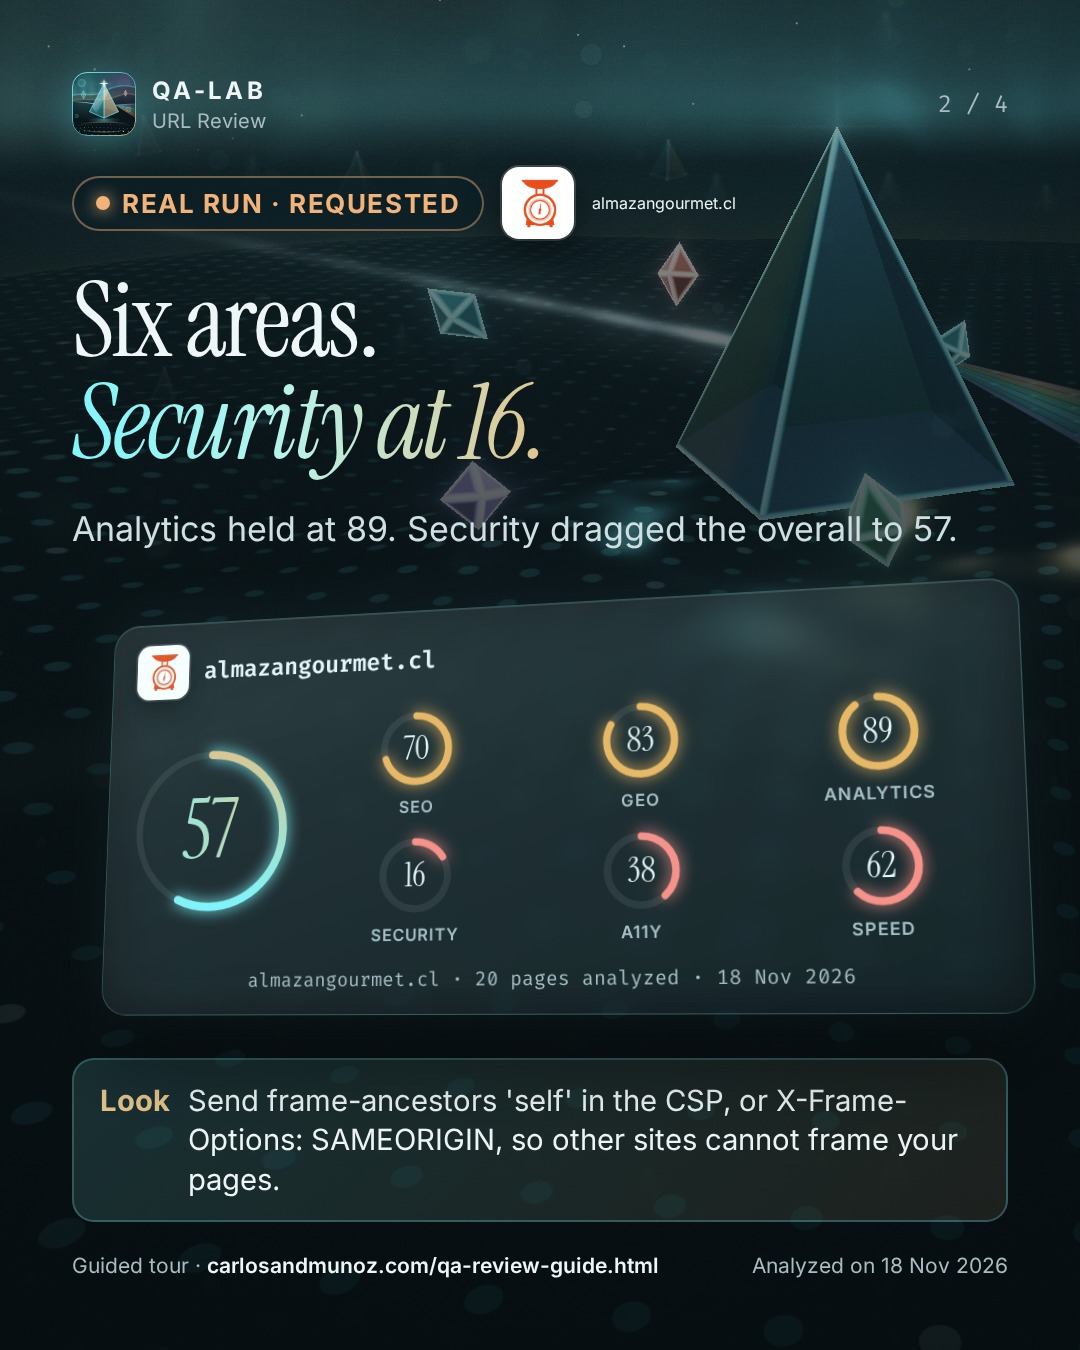 QA-LAB
URL Review
2 / 4
REAL RUN · REQUESTED
almazangourmet.cl
Six areas.
Security at 16.
Analytics held at 89. Security dragged the overall to 57.
almazangourmet.cl
57
70
SEO
83
GEO
89
ANALYTICS
16
SECURITY
38
A11Y
62
SPEED
almazangourmet.cl · 20 pages analyzed · 18 Nov 2026
Look Send frame-ancestors 'self' in the CSP, or X-Frame-
Options: SAMEORIGIN, so other sites cannot frame your
pages.
Guided tour · carlosandmunoz.com/qa-review-guide.html
Analyzed on 18 Nov 2026